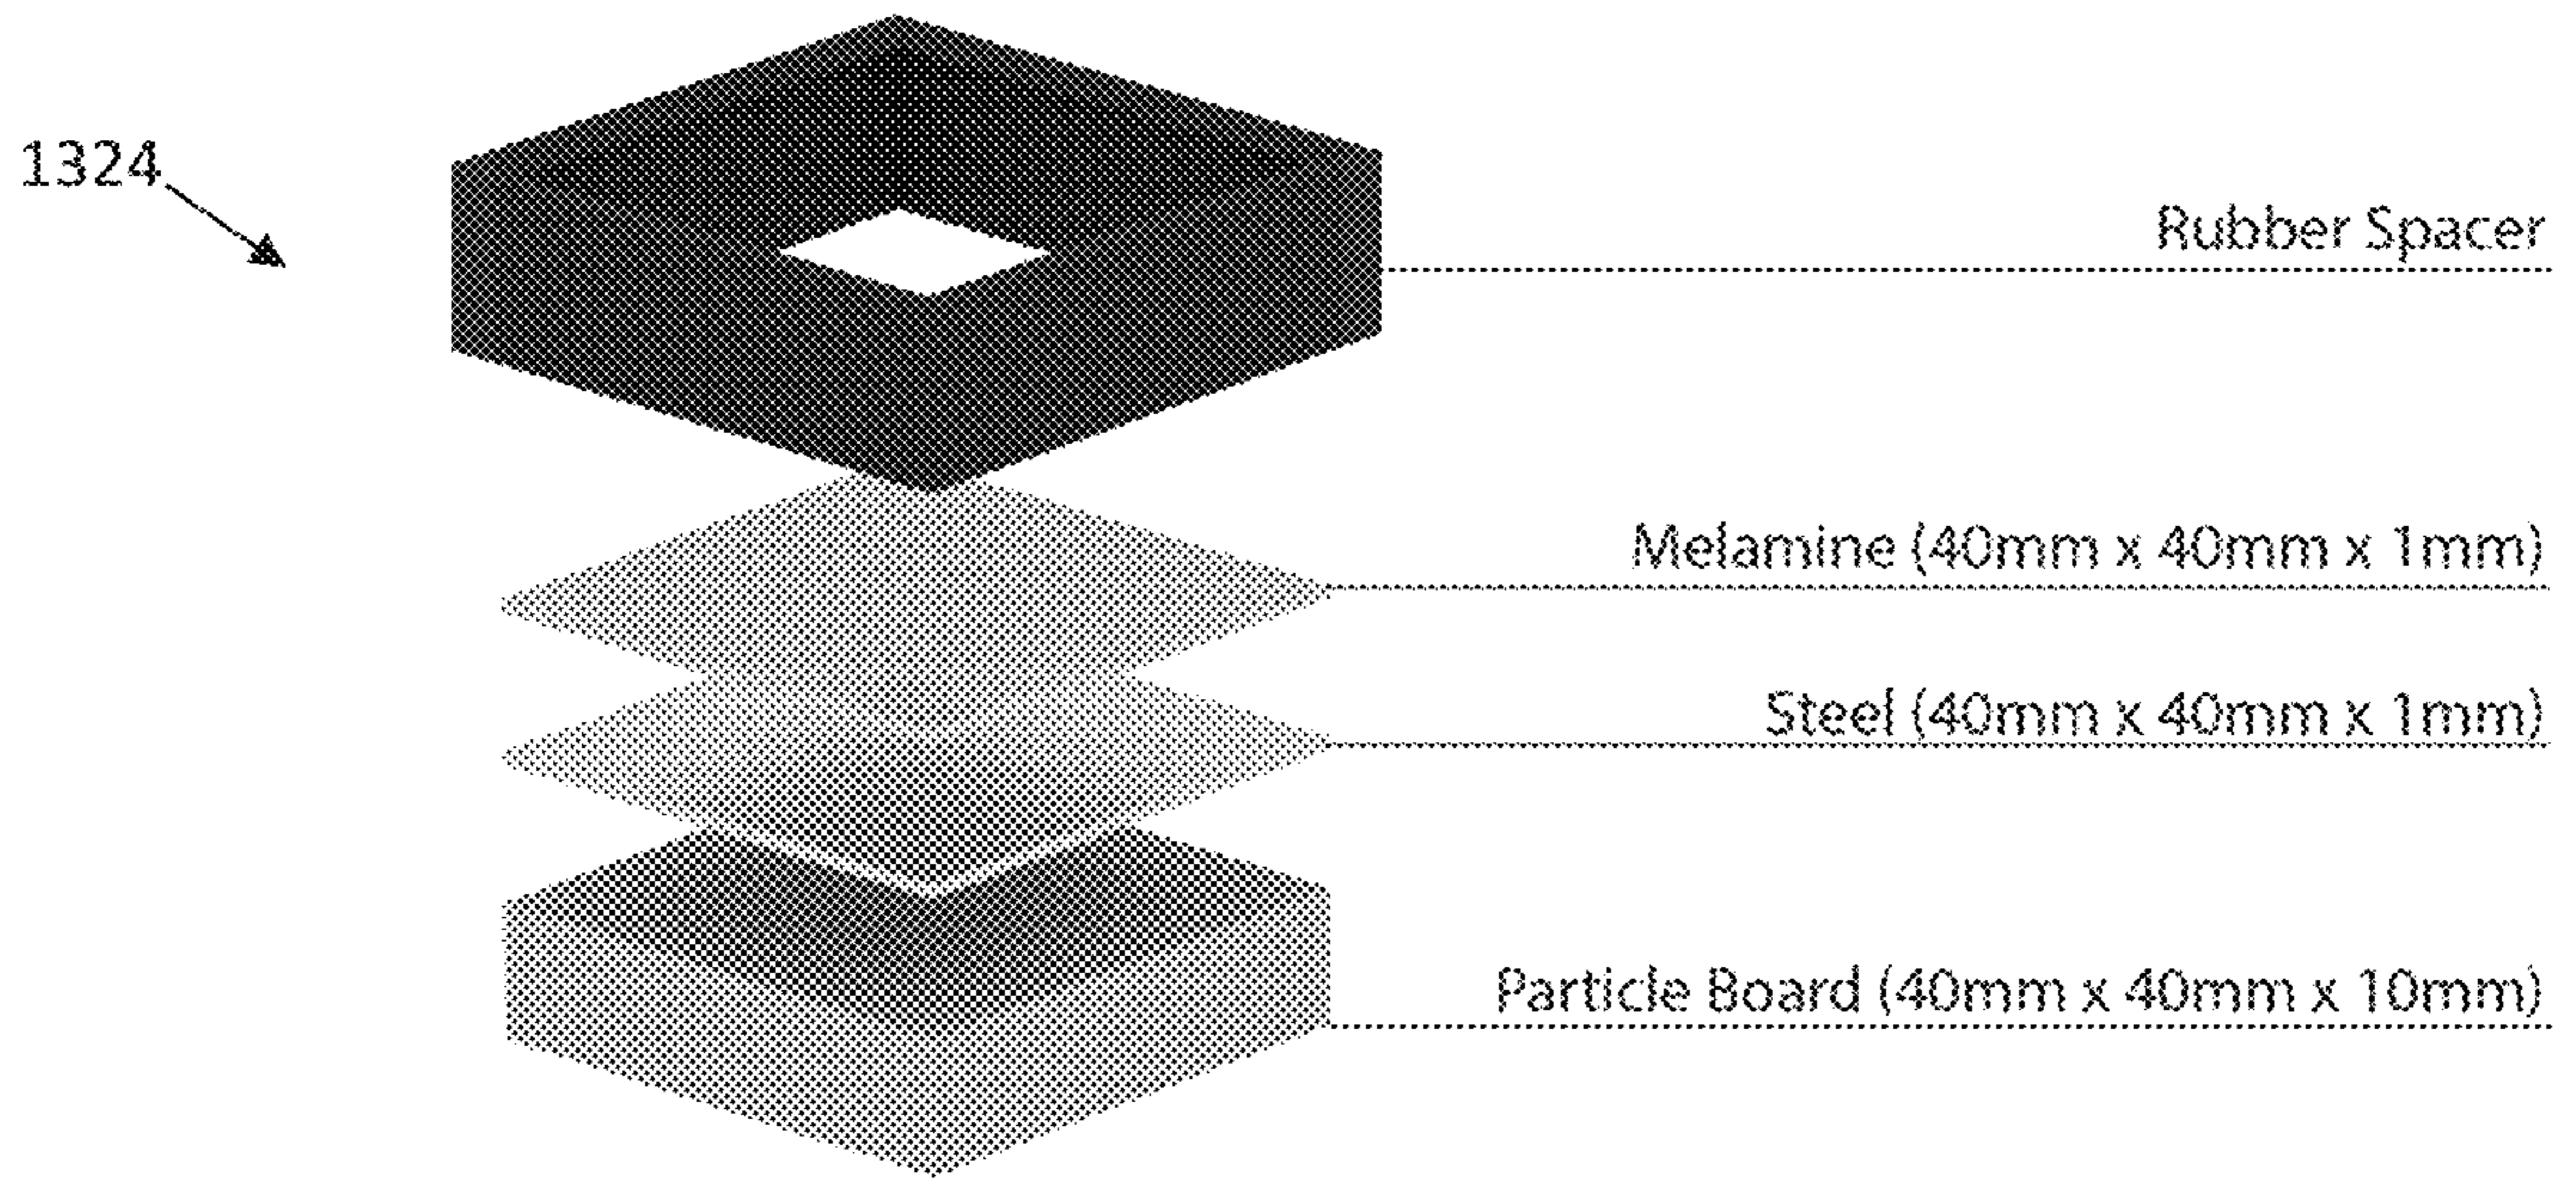 1324
Rubber Spacer
Melamine (40mm x 40mm x 1mm)
Steel (40mm x 40mm x 1mm)
Particle Board (40mm x 40mm x 10mm)